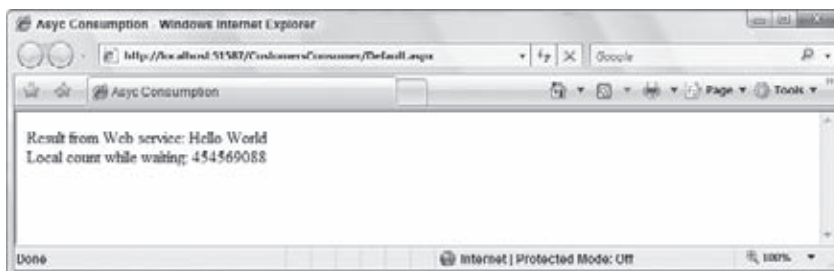 Asyc Consumption - Windows Internet Explorer
http://localhost:51587/CustomersConsumer/Default.aspx
Google
Asyc Consumption
Page
Tools
Result from Web service: Hello World
Local count while waiting: 454569088
Done
Internet | Protected Mode: Off
100%